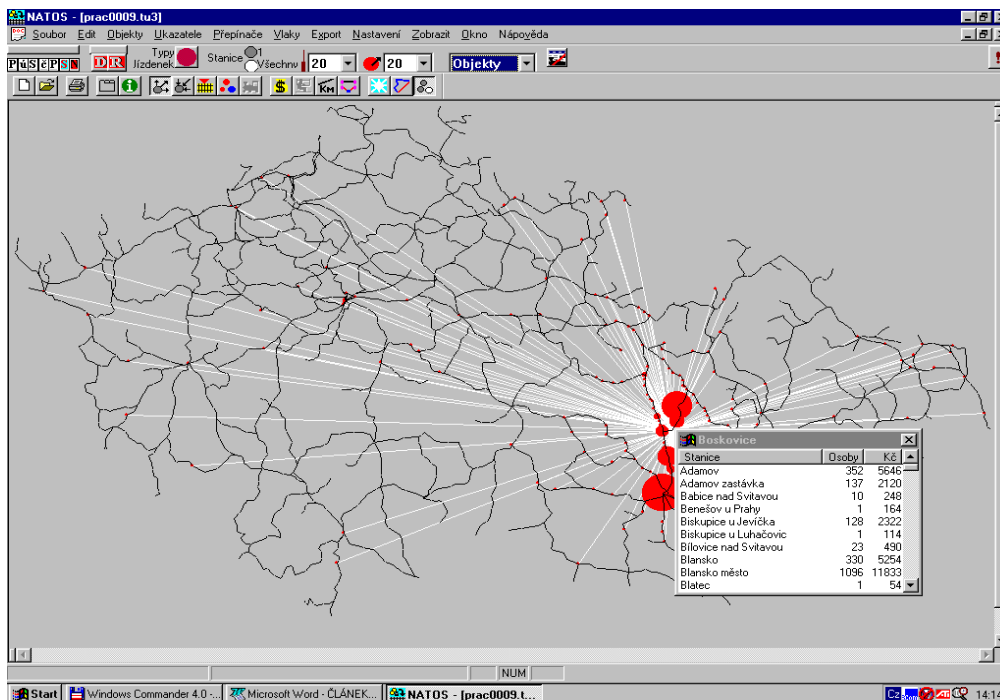 NATOS - [prac0009.tu3]
Soubor Edit Objekty Ukazatele Přepínače Vlaky Export Nastavení Zobrazit Okno Nápověda
P ú S č P S N DR Typy Jízdenek Stanice 1 Všechny 20 20 Objekty
$ Km
Boskovice
Stanice Osoby Kč
Adamov 352 5646
Adamov zastávka 137 2120
Babice nad Svitavou 10 248
Benešov u Prahy 1 164
Biskupice u Jevíčka 128 2322
Biskupice u Luhačovic 1 114
Bílovice nad Svitavou 23 490
Blansko 330 5254
Blansko město 1096 11833
Blatec 1 54
NUM
Start Windows Commander 4.0 -... Microsoft Word - ČLÁNEK... NATOS - [prac0009.t... Cz 14:14